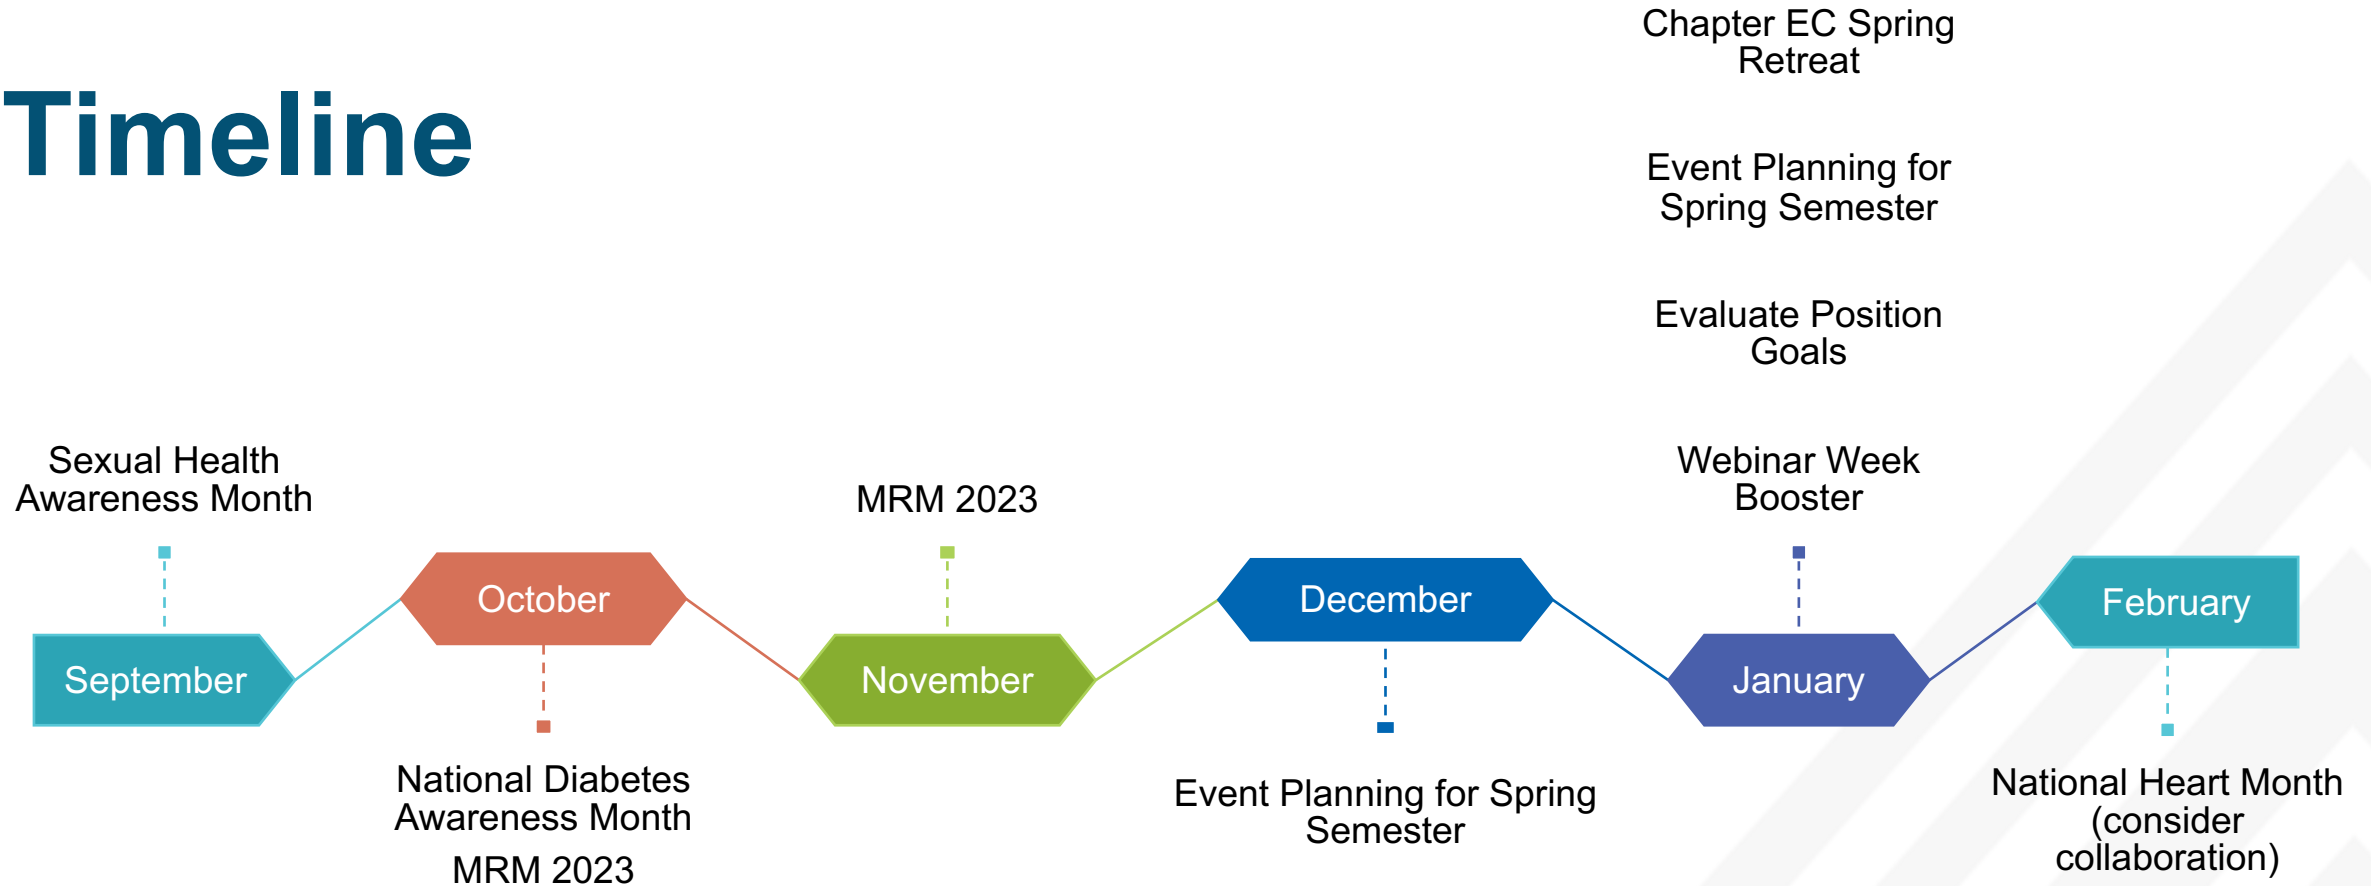 Timeline
Chapter EC Spring
Retreat
Event Planning for
Spring Semester
Evaluate Position
Goals
Webinar Week
Booster
Sexual Health
Awareness Month
MRM 2023
September
October
November
December
January
February
National Diabetes
Awareness Month
MRM 2023
Event Planning for Spring
Semester
National Heart Month
(consider
collaboration)